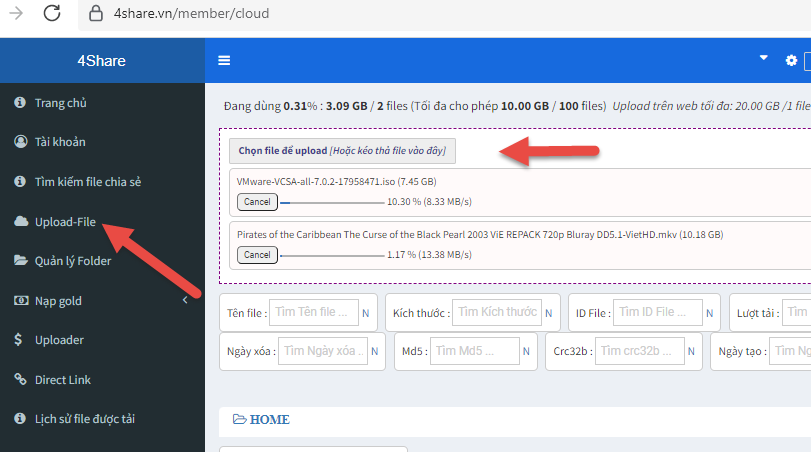 4share.vn/member/cloud
4Share
Trang chủ
Tài khoản
Tìm kiếm file chia sẻ
Upload-File
Quản lý Folder
Nạp gold
Uploader
Direct Link
Lịch sử file được tải
Đang dùng 0.31% : 3.09 GB / 2 files (Tối đa cho phép 10.00 GB / 100 files) Upload trên web tối đa: 20.00 GB /1 file
Chọn file để upload [Hoặc kéo thả file vào đây]
VMware-VCSA-all-7.0.2-17958471.iso (7.45 GB)
Cancel 10.30 % (8.33 MB/s)
Pirates of the Caribbean The Curse of the Black Pearl 2003 ViE REPACK 720p Bluray DD5.1-VietHD.mkv (10.18 GB)
Cancel 1.17 % (13.38 MB/s)
Tên file : Tìm Tên file ... N Kích thước : Tìm Kích thước N ID File : Tìm ID File ... N Lượt tải : Tìm
Ngày xóa : Tìm Ngày xóa .. N Md5 : Tìm Md5 ... N Crc32b : Tìm crc32b ... N Ngày tạo : Tìm Ng
HOME